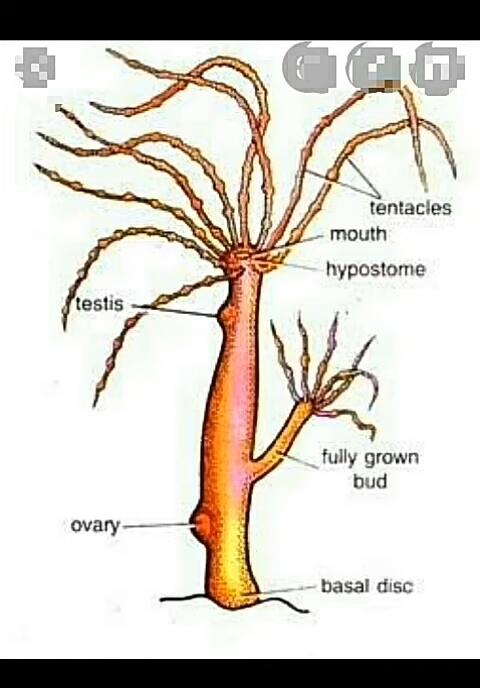 tentacles
mouth
hypostome
testis
fully grown
bud
ovary
basal disc